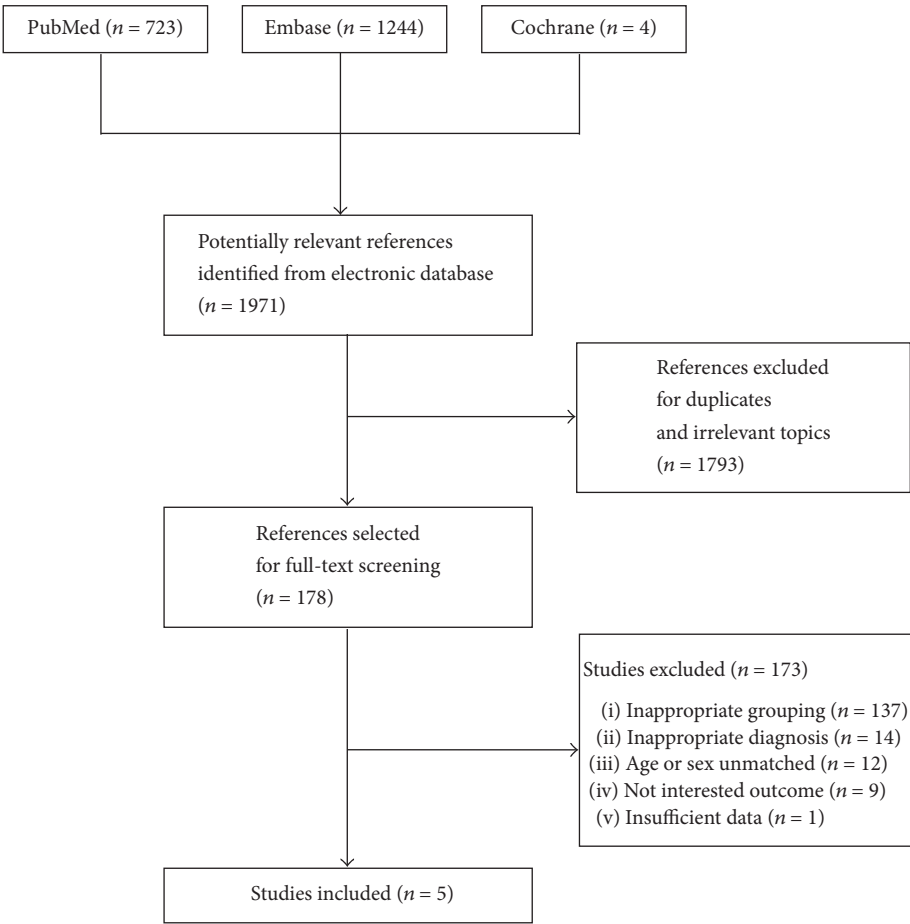 PubMed (n = 723)
Embase (n = 1244)
Cochrane (n = 4)
Potentially relevant references
identified from electronic database
(n = 1971)
References excluded
for duplicates
and irrelevant topics
(n = 1793)
References selected
for full-text screening
(n = 178)
Studies excluded (n = 173)
(i) Inappropriate grouping (n = 137)
(ii) Inappropriate diagnosis (n = 14)
(iii) Age or sex unmatched (n = 12)
(iv) Not interested outcome (n = 9)
(v) Insufficient data (n = 1)
Studies included (n = 5)